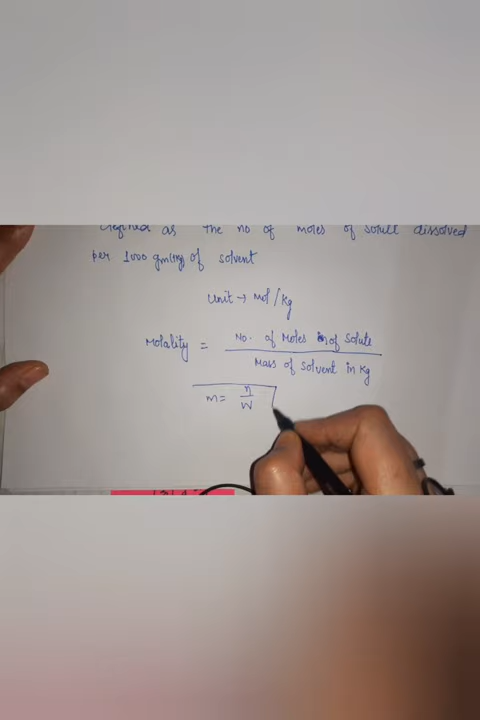 Defined as the no of moles of solute dissolved
per 1000 gm(1kg) of solvent
Unit → Mol/Kg
Molality = No. of Moles of Solute
Mass of Solvent in Kg
m = n
W